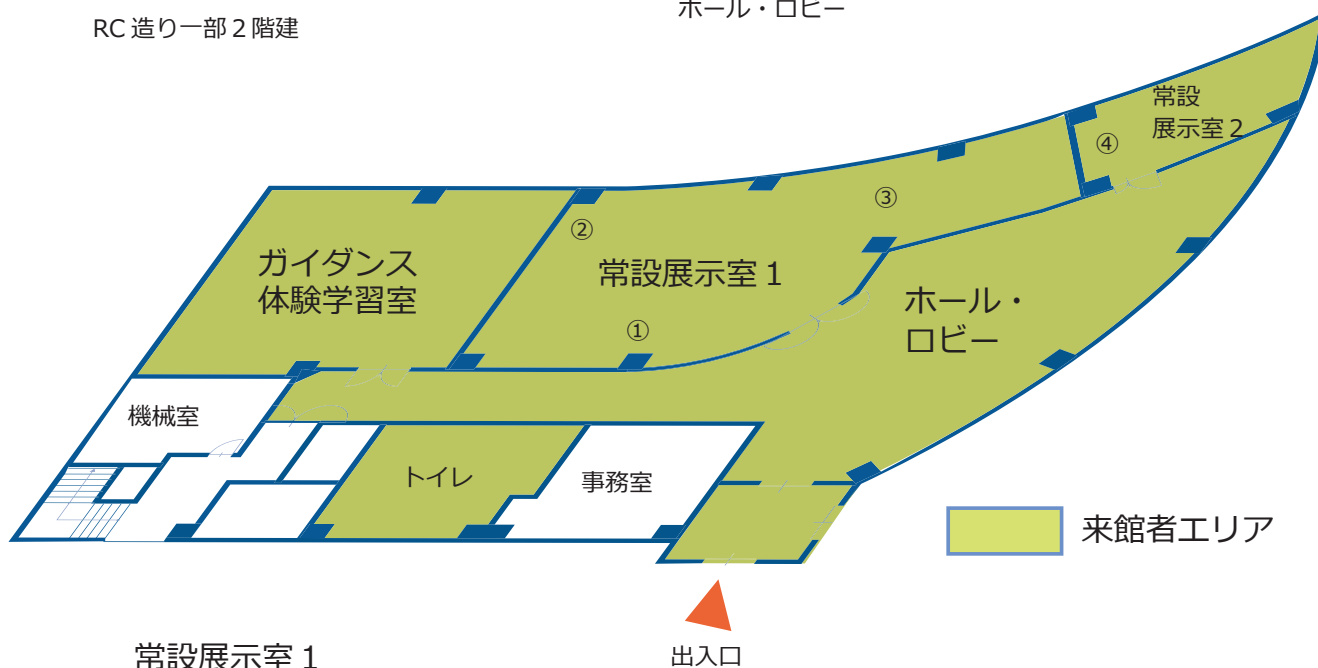 ホール・ロビー
RC 造り一部 2 階建
常設
展示室 2
④
③
②
ガイダンス
体験学習室
常設展示室 1
ホール・
ロビー
①
機械室
トイレ
事務室
来館者エリア
常設展示室 1
出入口